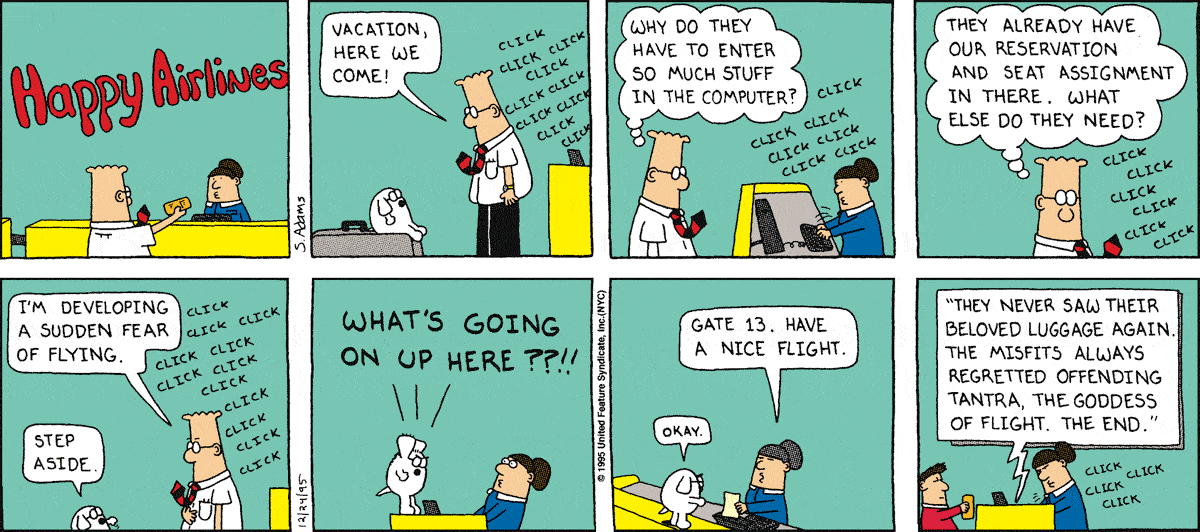 Happy Airlines
S. Adams
VACATION,
HERE WE
COME!
CLICK
CLICK CLICK
CLICK
CLICK CLICK
CLICK CLICK
CLICK
CLICK
WHY DO THEY
HAVE TO ENTER
SO MUCH STUFF
IN THE COMPUTER?
CLICK
CLICK CLICK
CLICK CLICK
CLICK CLICK
THEY ALREADY HAVE
OUR RESERVATION
AND SEAT ASSIGNMENT
IN THERE. WHAT
ELSE DO THEY NEED?
CLICK
CLICK
CLICK
CLICK
CLICK
CLICK
I'M DEVELOPING
A SUDDEN FEAR
OF FLYING.
CLICK
CLICK CLICK
CLICK CLICK
CLICK CLICK
CLICK
CLICK
CLICK
CLICK
CLICK
STEP
ASIDE.
12/24/95
WHAT'S GOING
ON UP HERE??!!
© 1995 United Feature Syndicate, Inc.(NYC)
GATE 13. HAVE
A NICE FLIGHT.
OKAY.
"THEY NEVER SAW THEIR
BELOVED LUGGAGE AGAIN.
THE MISFITS ALWAYS
REGRETTED OFFENDING
TANTRA, THE GODDESS
OF FLIGHT. THE END."
CLICK
CLICK CLICK
CLICK
CLICK